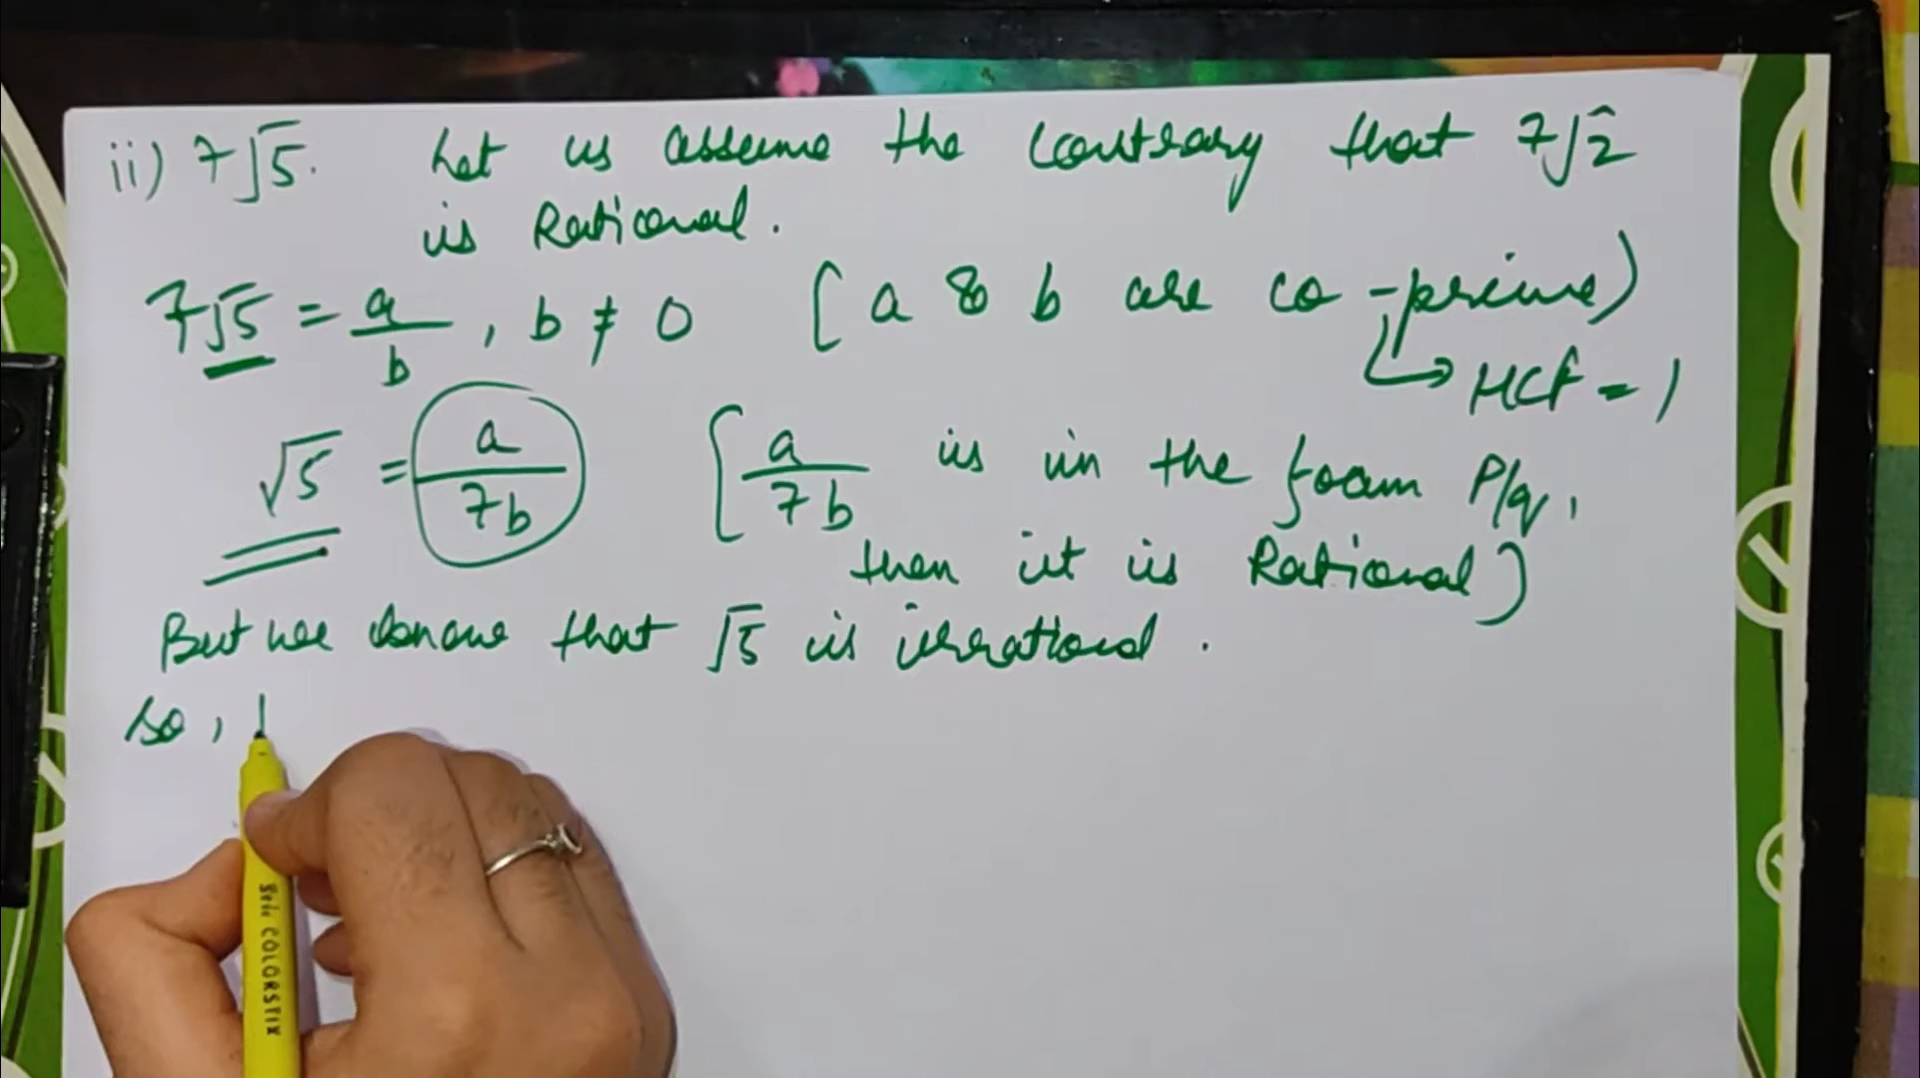 ii) 7√5. Let us assume the contrary that 7√2
is Rational.
7√5 = a/b, b ≠ 0 [a & b are co-prime)
↳ HCF = 1
√5 = a/7b [a/7b is in the foam P/q,
then it is Rational]
But we know that √5 is irrational.
so,
Seti COLORSTIX